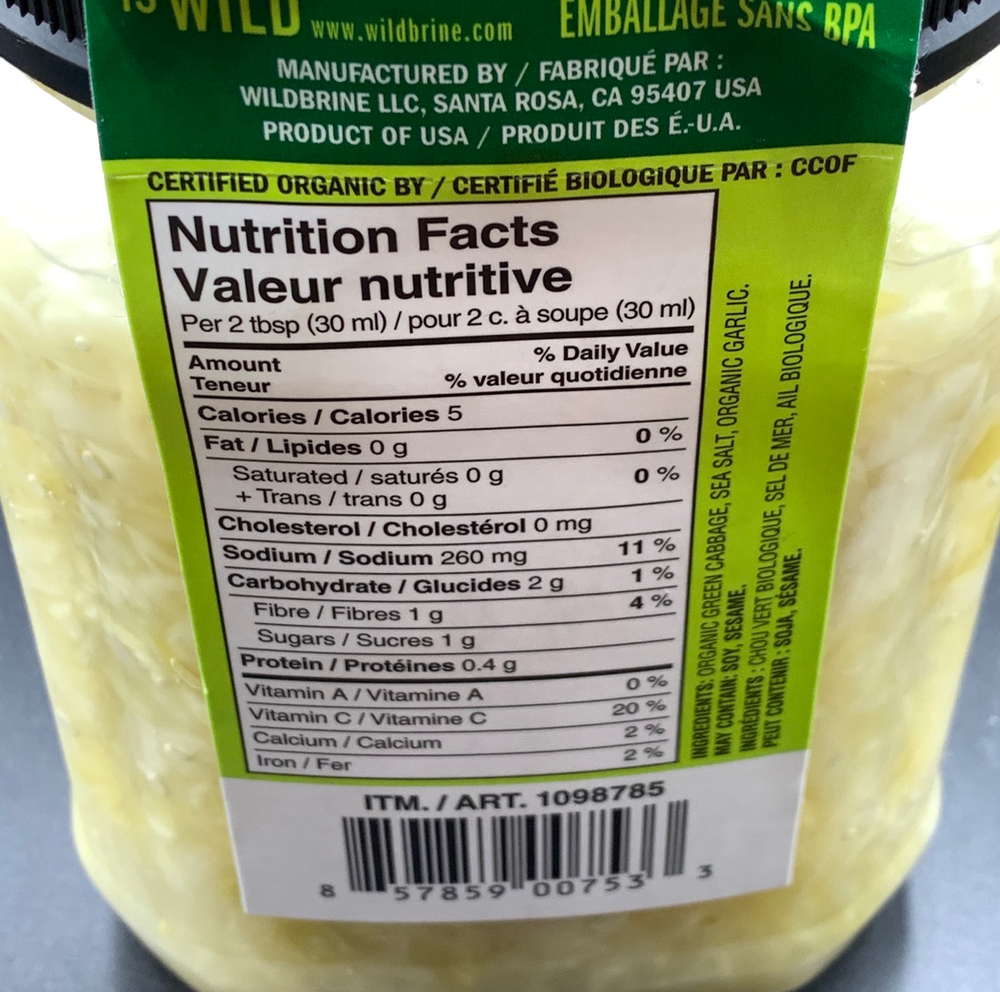 WILD www.wildbrine.com EMBALLAGE SANS BPA
MANUFACTURED BY / FABRIQUÉ PAR :
WILDBRINE LLC, SANTA ROSA, CA 95407 USA
PRODUCT OF USA / PRODUIT DES É.-U.A.
CERTIFIED ORGANIC BY / CERTIFIÉ BIOLOGIQUE PAR : CCOF
Nutrition Facts
Valeur nutritive
Per 2 tbsp (30 ml) / pour 2 c. à soupe (30 ml)
Amount % Daily Value
Teneur % valeur quotidienne
Calories / Calories 5
Fat / Lipides 0 g 0 %
Saturated / saturés 0 g 0 %
+ Trans / trans 0 g
Cholesterol / Cholestérol 0 mg
Sodium / Sodium 260 mg 11 %
Carbohydrate / Glucides 2 g 1 %
Fibre / Fibres 1 g 4 %
Sugars / Sucres 1 g
Protein / Protéines 0.4 g
Vitamin A / Vitamine A 0 %
Vitamin C / Vitamine C 20 %
Calcium / Calcium 2 %
Iron / Fer 2 %
INGREDIENTS: ORGANIC GREEN CABBAGE, SEA SALT, ORGANIC GARLIC.
MAY CONTAIN: SOY, SESAME.
INGRÉDIENTS : CHOU VERT BIOLOGIQUE, SEL DE MER, AIL BIOLOGIQUE.
PEUT CONTENIR : SOJA, SÉSAME.
ITM. / ART. 1098785
8 57859 00753 3